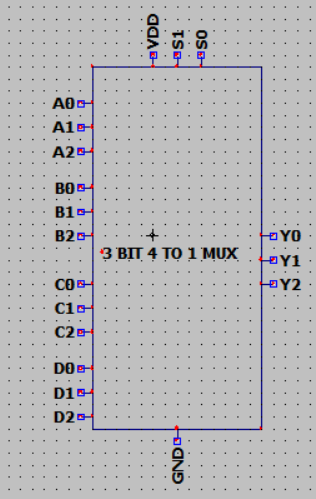 VDD
S1
S0
A0
A1
A2
B0
B1
B2
3 BIT 4 TO 1 MUX
C0
C1
C2
D0
D1
D2
Y0
Y1
Y2
GND